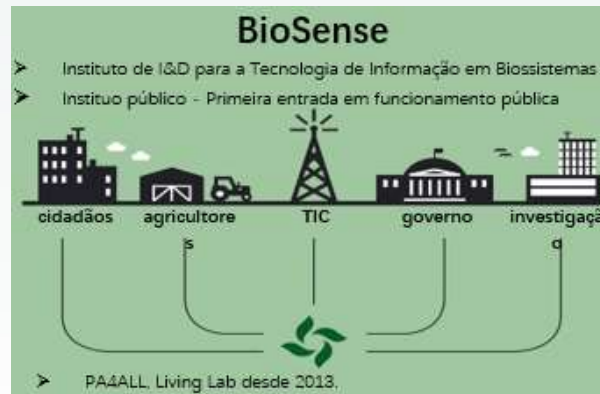 BioSense
➤ Instituto de I&D para a Tecnologia de Informação em Biossistemas
➤ Instituo público - Primeira entrada em funcionamento pública
cidadãos agricultore TIC governo investigaçã
s o
➤ PA4ALL, Living Lab desde 2013.